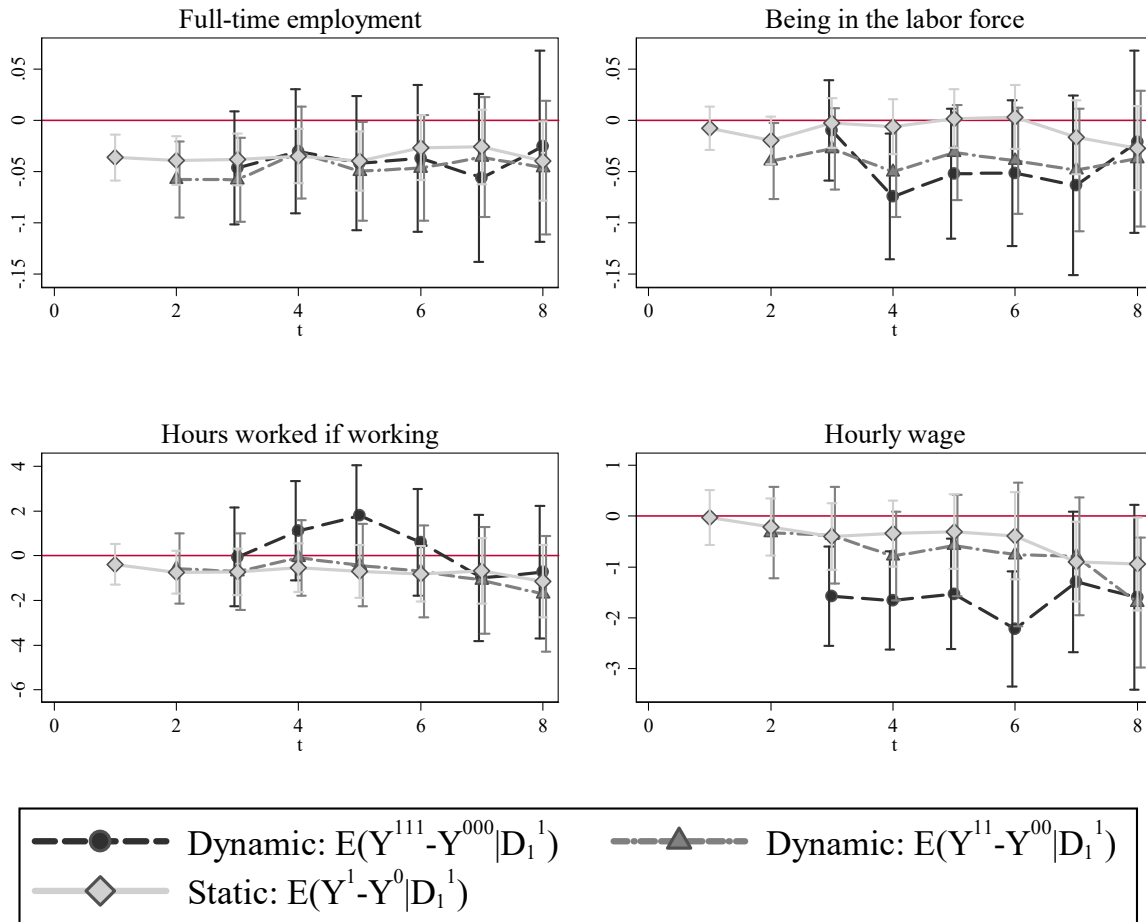 Full-time employment
.05
0
-.05
-.1
-.15
0 2 4 6 8
t
Being in the labor force
.05
0
-.05
-.1
-.15
0 2 4 6 8
t
Hours worked if working
4
2
0
-2
-4
-6
0 2 4 6 8
t
Hourly wage
1
0
-1
-2
-3
0 2 4 6 8
t
Dynamic: E(Y¹¹¹-Y⁰⁰⁰|D₁¹)
Dynamic: E(Y¹¹-Y⁰⁰|D₁¹)
Static: E(Y¹-Y⁰|D₁¹)